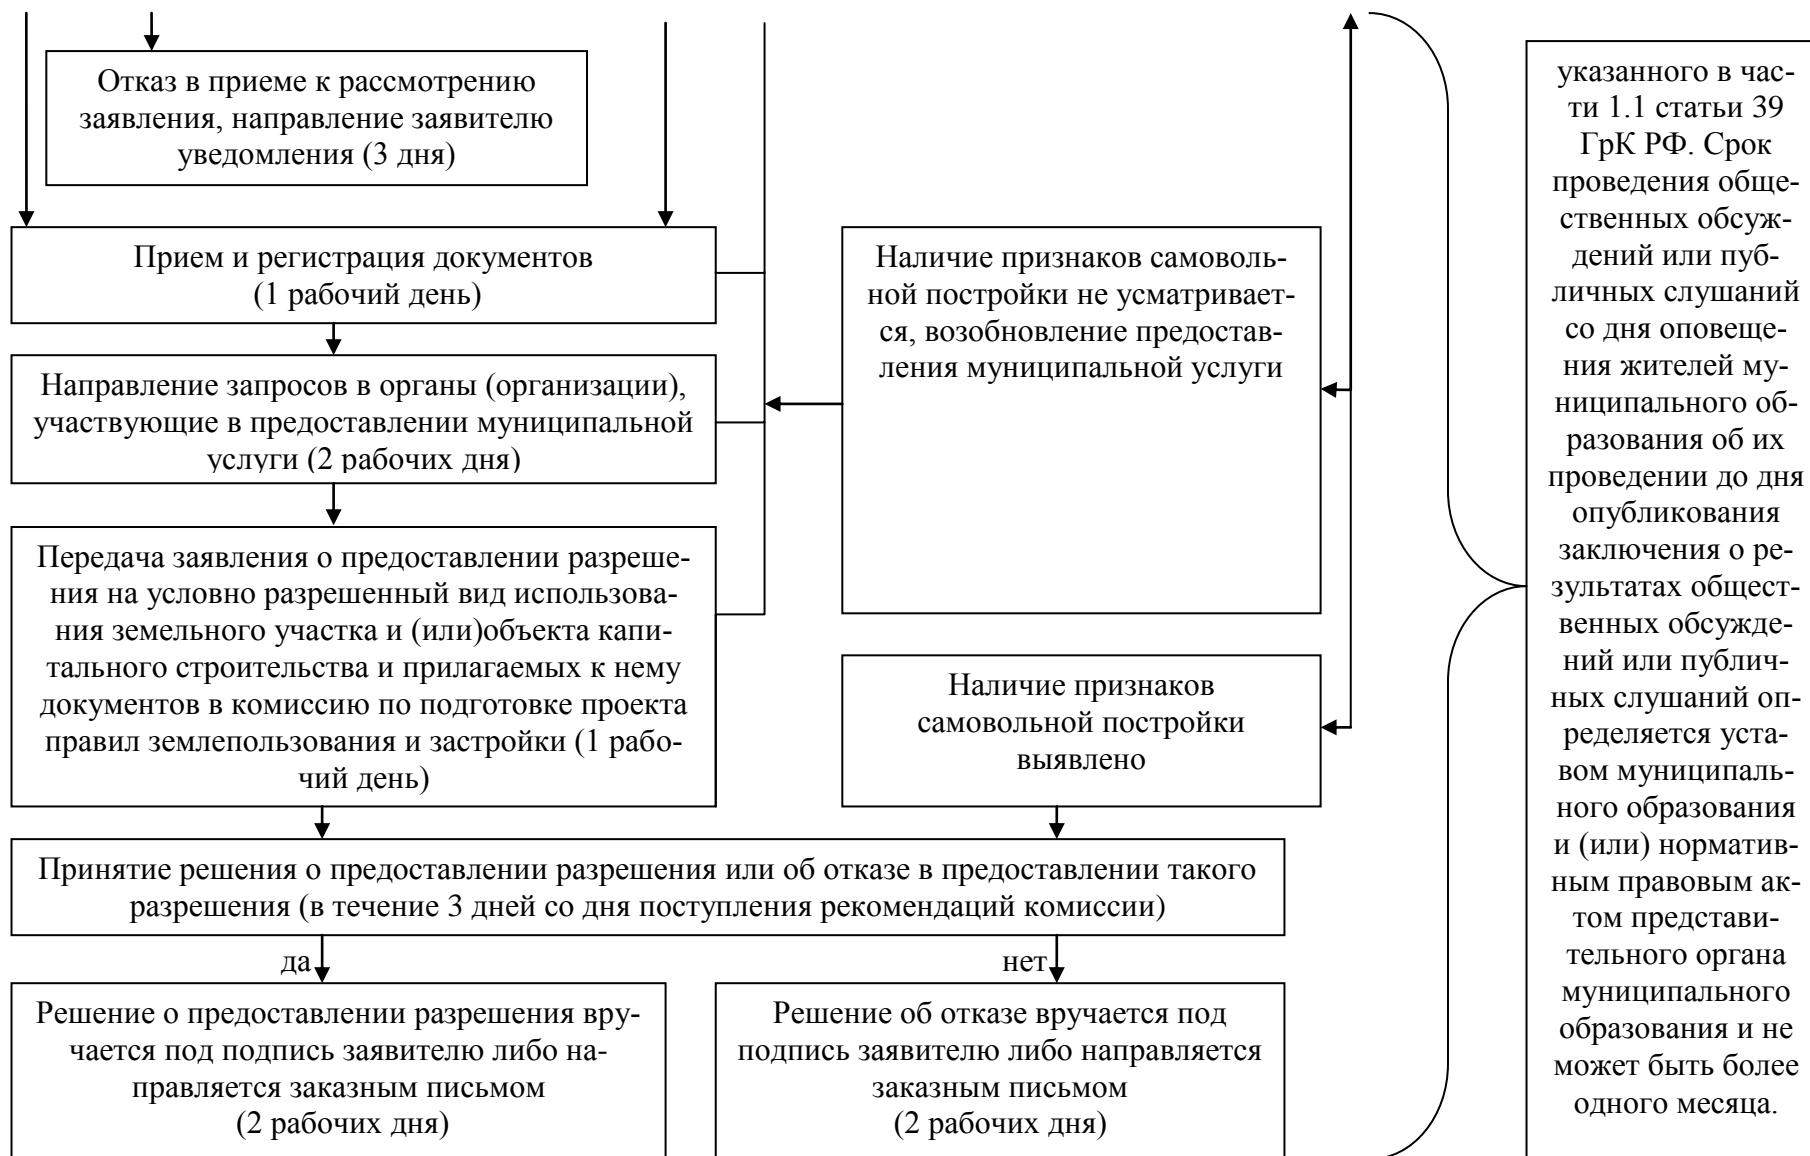 Отказ в приеме к рассмотрению
заявления, направление заявителю
уведомления (3 дня)
Прием и регистрация документов
(1 рабочий день)
Направление запросов в органы (организации),
участвующие в предоставлении муниципальной
услуги (2 рабочих дня)
Передача заявления о предоставлении разреше-
ния на условно разрешенный вид использова-
ния земельного участка и (или)объекта капи-
тального строительства и прилагаемых к нему
документов в комиссию по подготовке проекта
правил землепользования и застройки (1 рабо-
чий день)
Наличие признаков самоволь-
ной постройки не усматривает-
ся, возобновление предостав-
ления муниципальной услуги
Наличие признаков
самовольной постройки
выявлено
Принятие решения о предоставлении разрешения или об отказе в предоставлении такого
разрешения (в течение 3 дней со дня поступления рекомендаций комиссии)
да
нет
Решение о предоставлении разрешения вру-
чается под подпись заявителю либо на-
правляется заказным письмом
(2 рабочих дня)
Решение об отказе вручается под
подпись заявителю либо направляется
заказным письмом
(2 рабочих дня)
указанного в час-
ти 1.1 статьи 39
ГрК РФ. Срок
проведения обще-
ственных обсуж-
дений или пуб-
личных слушаний
со дня оповеще-
ния жителей му-
ниципального об-
разования об их
проведении до дня
опубликования
заключения о ре-
зультатах общест-
венных обсужде-
ний или публич-
ных слушаний оп-
ределяется уста-
вом муниципаль-
ного образования
и (или) норматив-
ным правовым ак-
том представи-
тельного органа
муниципального
образования и не
может быть более
одного месяца.